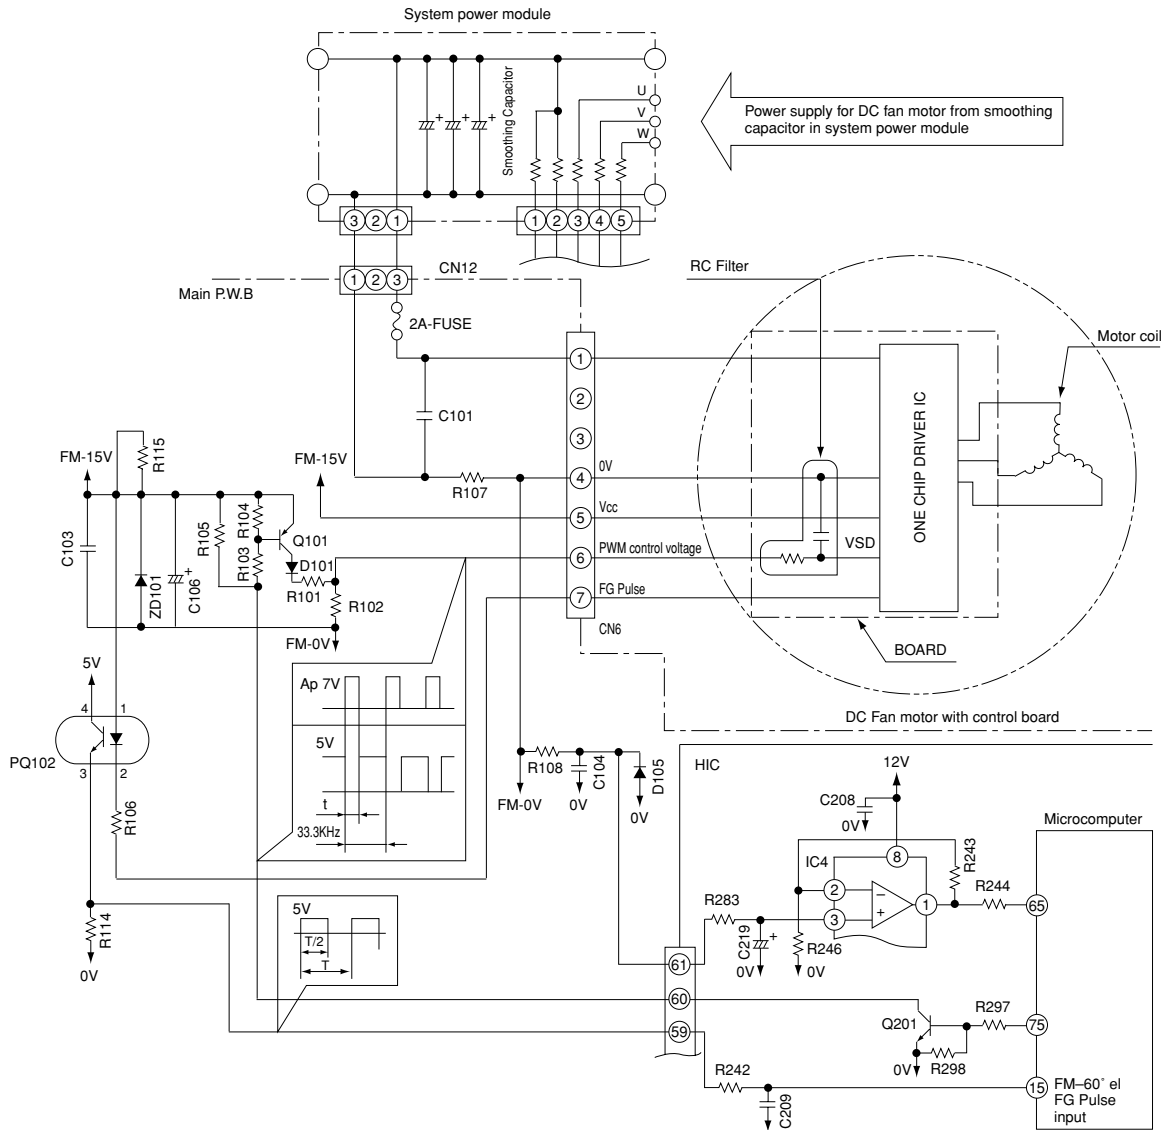 System power module
Smoothing Capacitor
+
+
+
U
V
W
Power supply for DC fan motor from smoothing
capacitor in system power module
3 2 1
1 2 3 4 5
CN12
1 2 3
Main P.W.B
2A-FUSE
RC Filter
Motor coil
1
2
3
4
5
6
7
C101
R107
0V
Vcc
PWM control voltage
FG Pulse
CN6
VSD
ONE CHIP DRIVER IC
BOARD
DC Fan motor with control board
FM-15V
R115
FM-15V
C103
ZD101
C106
+
R105
R104
R103
Q101
D101
R101
R102
FM-0V
5V
4
1
PQ102
3
2
R106
R114
0V
Ap 7V
5V
t
33.3KHz
5V
T/2
T
R108
C104
D105
FM-0V
0V
0V
HIC
12V
C208
0V
IC4
8
2
3
1
−
+
R243
R244
R283
C219
+
0V
R246
0V
Microcomputer
65
61
60
59
Q201
R297
75
0V
R298
R242
C209
15
FM–60° el
FG Pulse
input